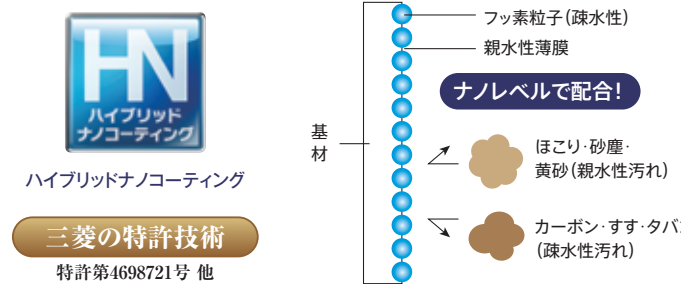 HN
ハイブリッド
ナノコーティング
ハイブリッドナノコーティング
三菱の特許技術
特許第4698721号 他
基材
フッ素粒子(疎水性)
親水性薄膜
ナノレベルで配合!
ほこり·砂塵·
黄砂(親水性汚れ)
カーボン·すす·タバ
(疎水性汚れ)